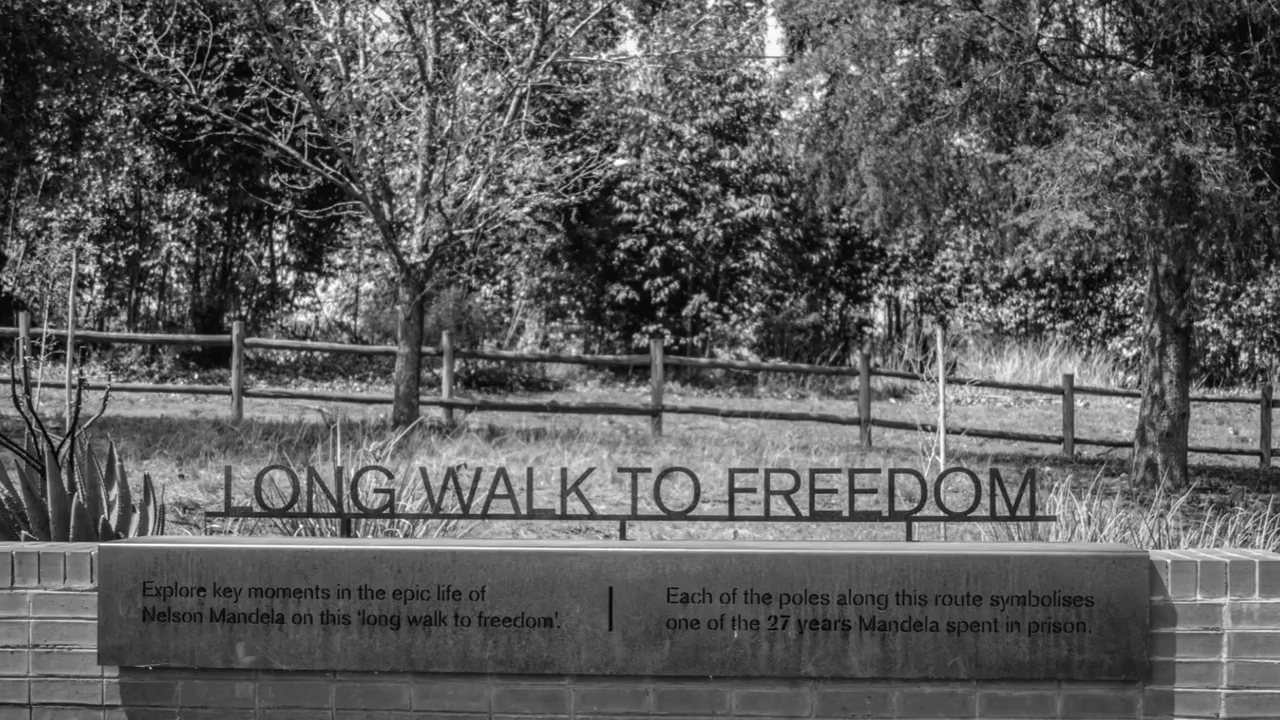 LONG WALK TO FREEDOM
Explore key moments in the epic life of
Nelson Mandela on this 'long walk to freedom'.
Each of the poles along this route symbolises
one of the 27 years Mandela spent in prison.